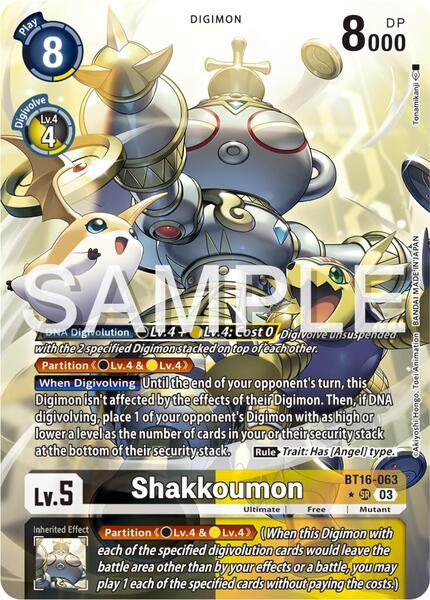 DIGIMON
Play
8
8000 DP
Digivolve
Lv.4
4
Tonamikanji
©Akiyoshi Hongo, Toei Animation BANDAI MADE IN JAPAN
SAMPLE
DNA Digivolution Lv.4 + Lv.4: Cost 0 Digivolve unsuspended
with the 2 specified Digimon stacked on top of each other.
Partition (Lv.4 & Lv.4)
When Digivolving Until the end of your opponent's turn, this
Digimon isn't affected by the effects of their Digimon. Then, if DNA
digivolving, place 1 of your opponent's Digimon with as high or
lower a level as the number of cards in your or their security stack
at the bottom of their security stack. Rule Trait: Has [Angel] type.
BT16-063
Lv.5 Shakkoumon
SR 03
Ultimate Free Mutant
Inherited Effect
Partition (Lv.4 & Lv.4) (When this Digimon with
each of the specified digivolution cards would leave the
battle area other than by your effects or a battle, you may
play 1 each of the specified cards without paying the costs.)